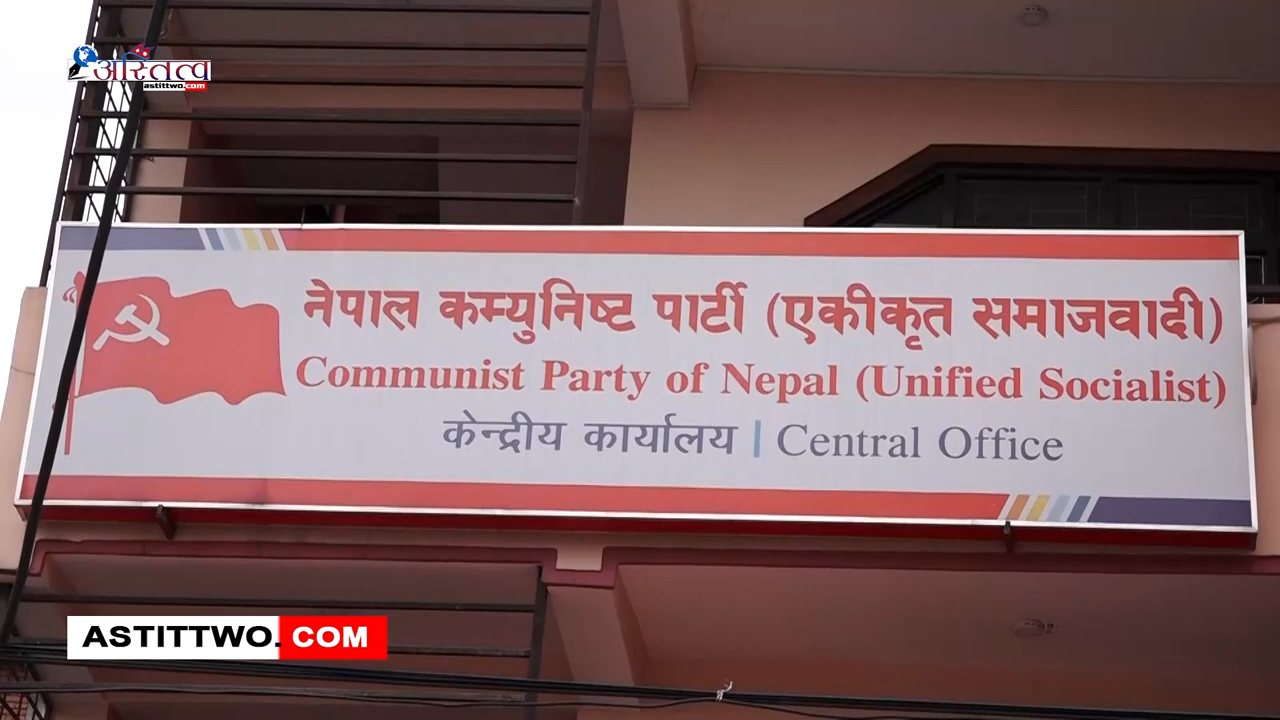 अस्तित्व
astittwo.com
नेपाल कम्युनिष्ट पार्टी (एकीकृत समाजवादी)
Communist Party of Nepal (Unified Socialist)
केन्द्रीय कार्यालय | Central Office
ASTITTWO. COM